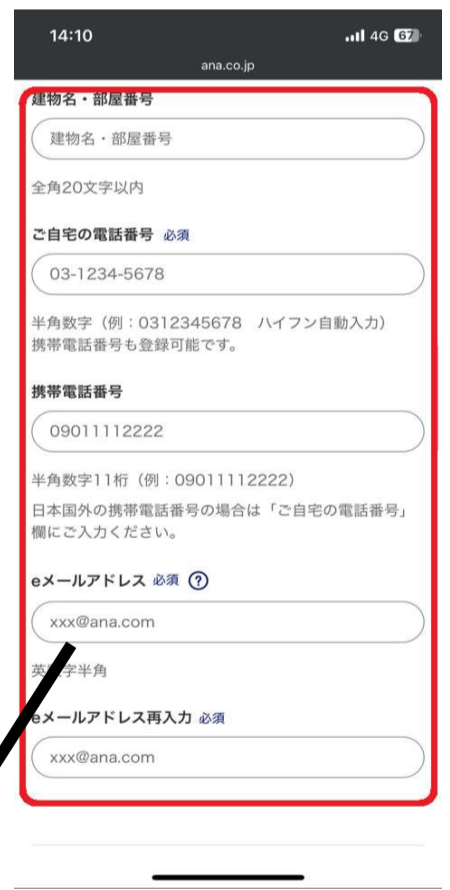 14:10
4G 67
ana.co.jp
建物名・部屋番号
建物名・部屋番号
全角20文字以内
ご自宅の電話番号 必須
03-1234-5678
半角数字（例：0312345678 ハイフン自動入力）
携帯電話番号も登録可能です。
携帯電話番号
09011112222
半角数字11桁（例：09011112222）
日本国外の携帯電話番号の場合は「ご自宅の電話番号」
欄にご入力ください。
eメールアドレス 必須 ?
xxx@ana.com
英 字半角
eメールアドレス再入力 必須
xxx@ana.com